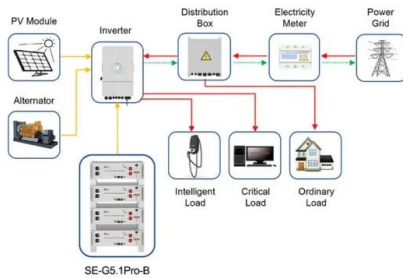 PV Module
Inverter
Distribution
Box
Electricity
Meter
Power
Grid
Alternator
Intelligent
Load
Critical
Load
Ordinary
Load
SE-G5.1Pro-B